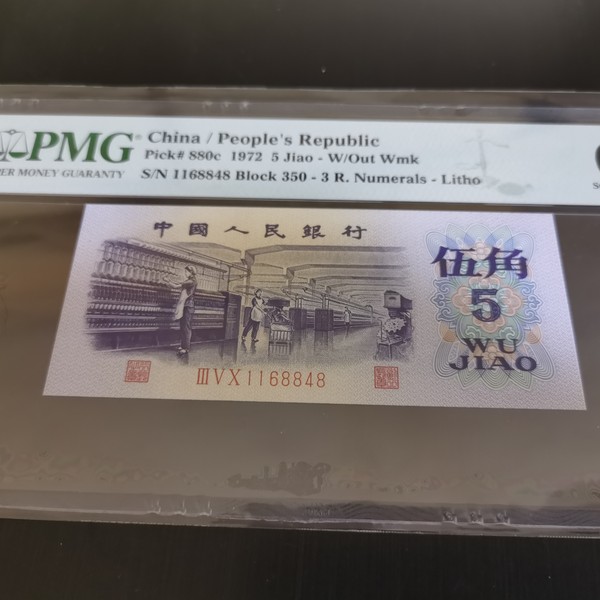 PMG
China / People's Republic
Pick# 880c 1972 5 Jiao - W/Out Wmk
PER MONEY GUARANTY
S/N 1168848 Block 350 - 3 R. Numerals - Litho
中國人民銀行
伍角
5
WU
JIAO
ⅢⅤⅩ1168848